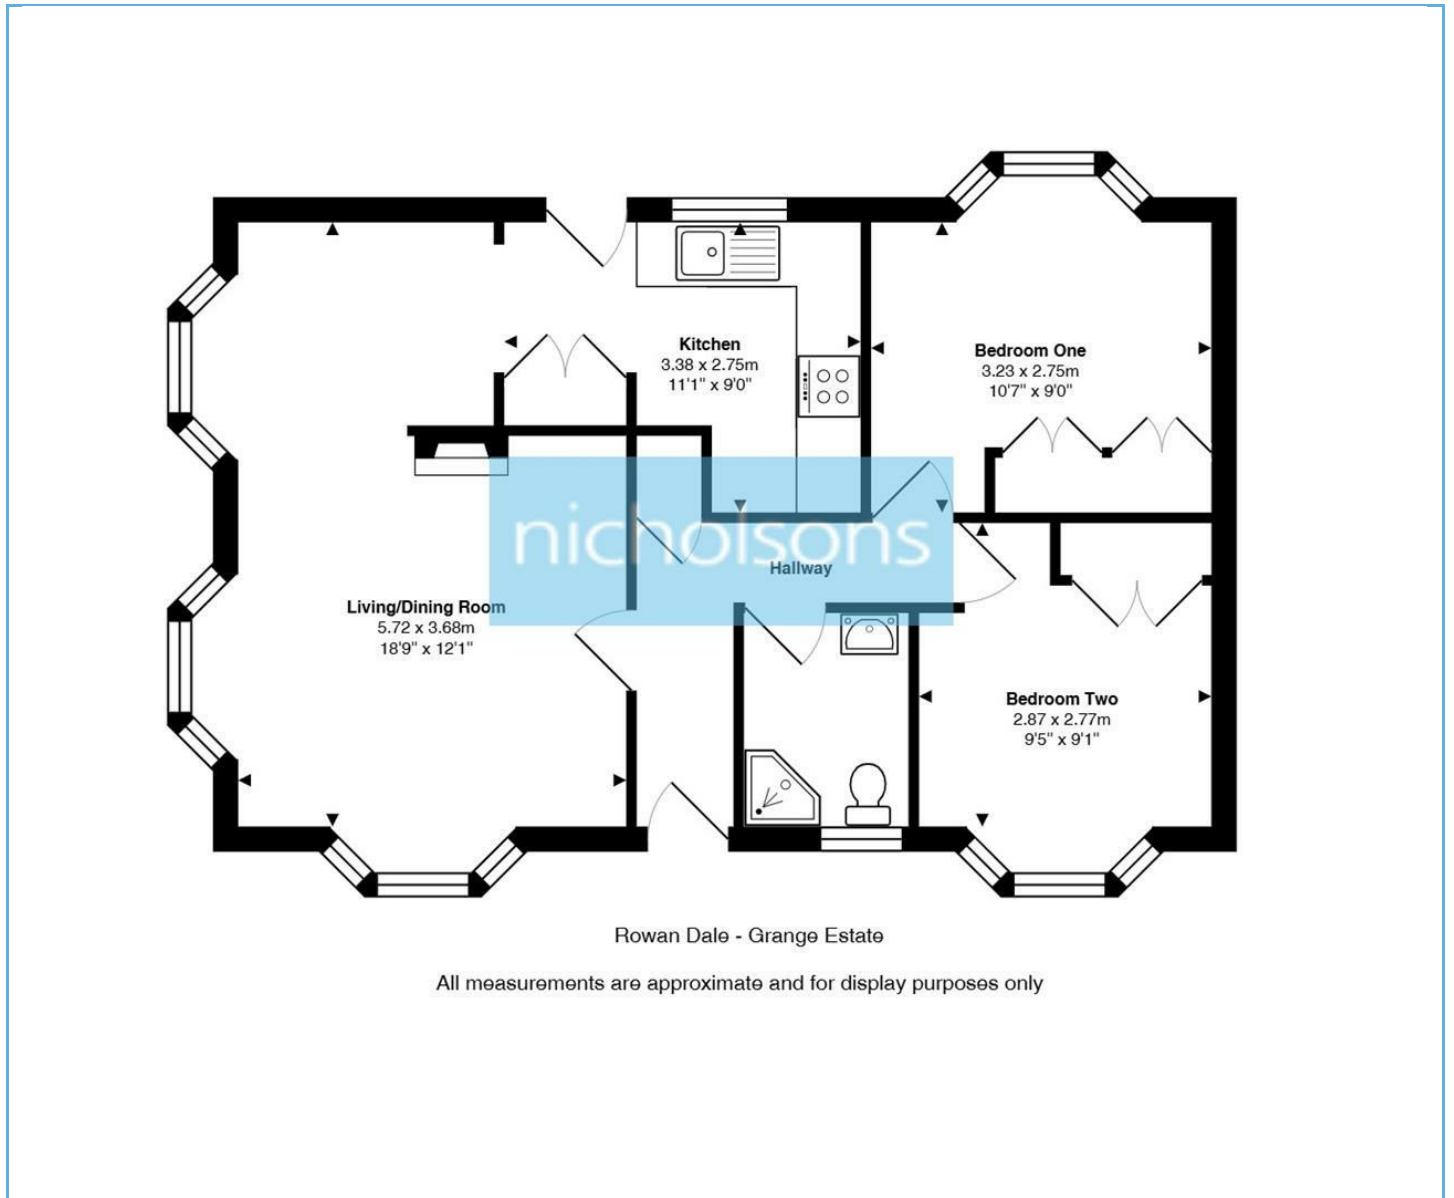 Kitchen
3.38 x 2.75m
11'1" x 9'0"
Bedroom One
3.23 x 2.75m
10'7" x 9'0"
nicholsons
Hallway
Living/Dining Room
5.72 x 3.68m
18'9" x 12'1"
Bedroom Two
2.87 x 2.77m
9'5" x 9'1"
Rowan Dale - Grange Estate
All measurements are approximate and for display purposes only